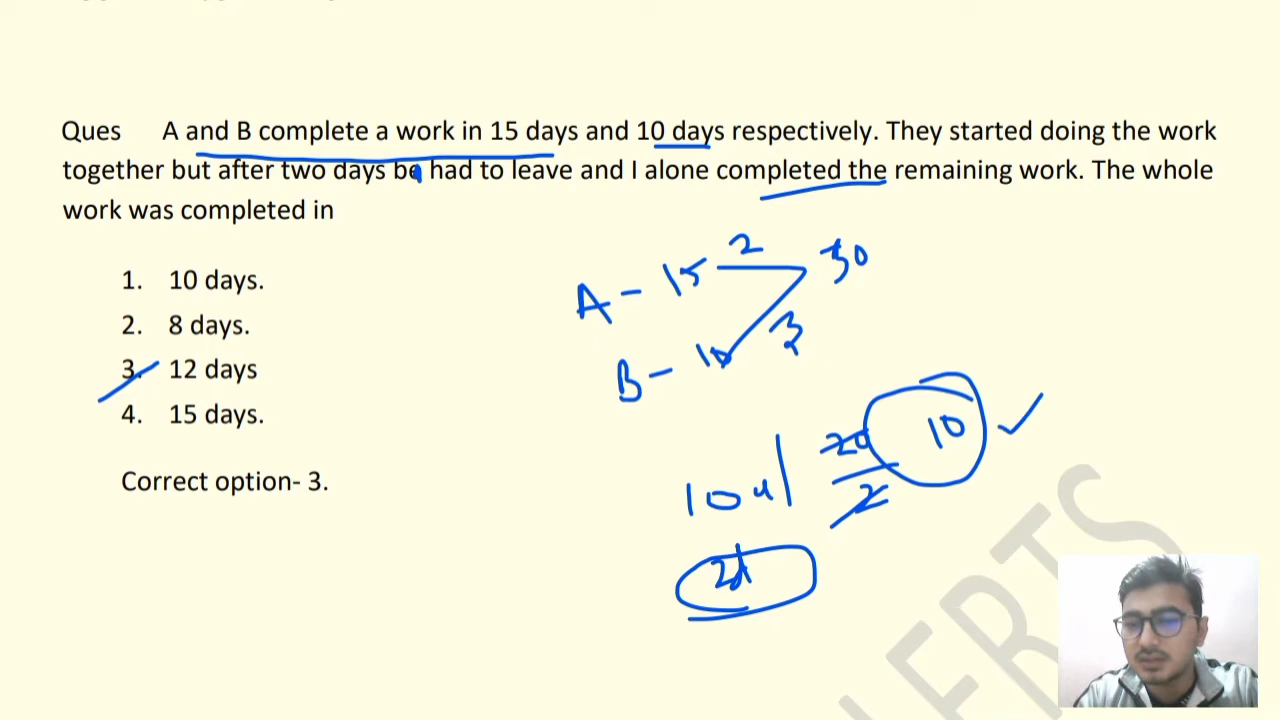 Ques A and B complete a work in 15 days and 10 days respectively. They started doing the work
together but after two days be had to leave and I alone completed the remaining work. The whole
work was completed in
A - 15 2 30
B - 10 3
1. 10 days.
2. 8 days.
3. 12 days
4. 15 days.
20 10
10u 2
Correct option- 3.
2d